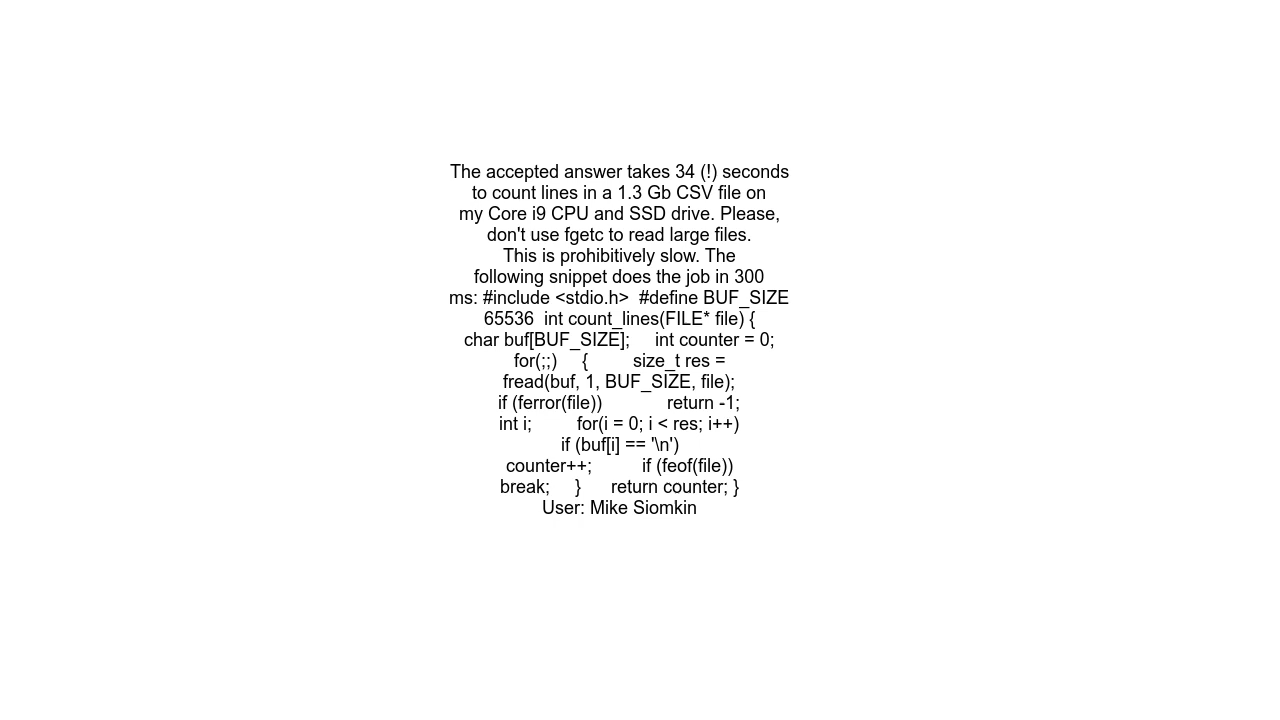 The accepted answer takes 34 (!) seconds
to count lines in a 1.3 Gb CSV file on
my Core i9 CPU and SSD drive. Please,
don't use fgetc to read large files.
This is prohibitively slow. The
following snippet does the job in 300
ms: #include <stdio.h>  #define BUF_SIZE
65536  int count_lines(FILE* file) {
char buf[BUF_SIZE];     int counter = 0;
for(;;)     {         size_t res =
fread(buf, 1, BUF_SIZE, file);
if (ferror(file))             return -1;
int i;         for(i = 0; i < res; i++)
if (buf[i] == '\n')
counter++;          if (feof(file))
break;     }      return counter; }
User: Mike Siomkin